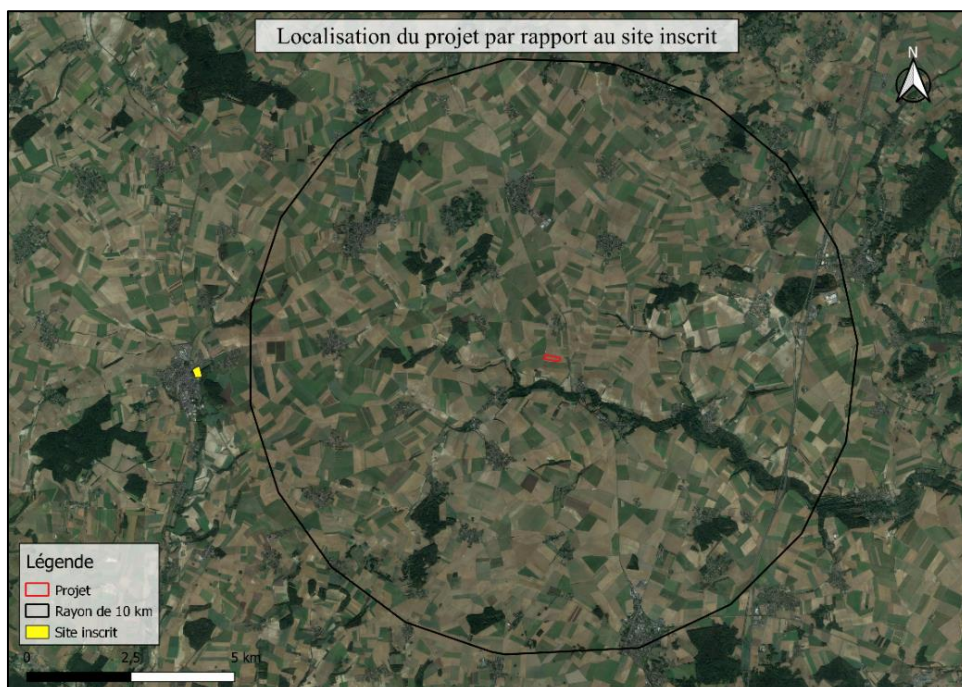 Localisation du projet par rapport au site inscrit
N
Légende
Projet
Rayon de 10 km
Site inscrit
0 2,5 5 km